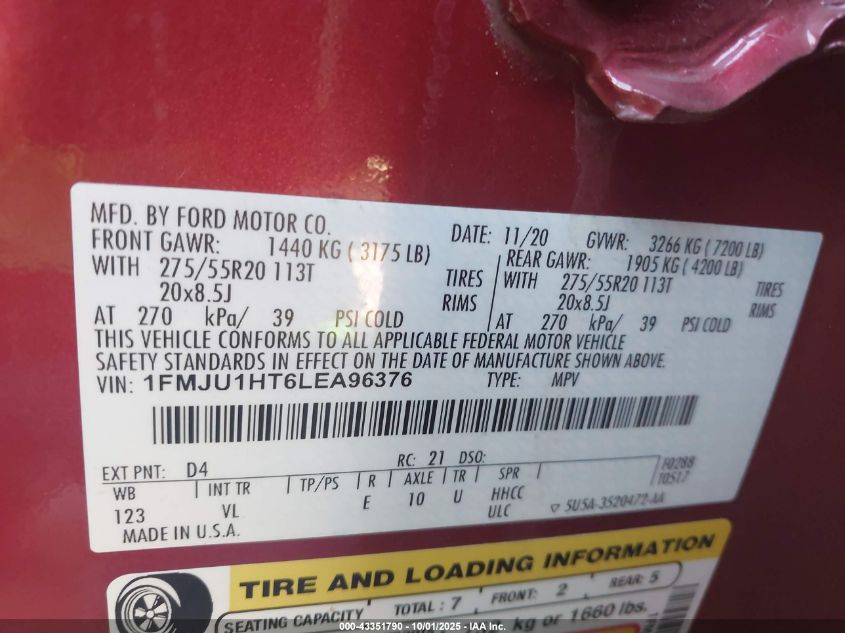 MFD. BY FORD MOTOR CO.
DATE: 11/20 GVWR: 3266 KG ( 7200 LB)
FRONT GAWR: 1440 KG ( 3175 LB)
WITH 275/55R20 113T TIRES
20x8.5J RIMS
AT 270 kPa/ 39 PSI COLD
REAR GAWR: 1905 KG ( 4200 LB)
WITH 275/55R20 113T TIRES
20x8.5J RIMS
AT 270 kPa/ 39 PSI COLD
THIS VEHICLE CONFORMS TO ALL APPLICABLE FEDERAL MOTOR VEHICLE
SAFETY STANDARDS IN EFFECT ON THE DATE OF MANUFACTURE SHOWN ABOVE.
VIN: 1FMJU1HT6LEA96376 TYPE: MPV
EXT PNT: D4 RC: 21 DSO: F0288
T0517
WB INT TR TP/PS R AXLE TR SPR
123 VL E 10 U HHCC
ULC
MADE IN U.S.A. SU5A-3520472-AA
TIRE AND LOADING INFORMATION
SEATING CAPACITY TOTAL : 7 FRONT: 2 REAR: 5
kg or 1660 lbs.
000-43351790 - 10/01/2025 - IAA Inc.